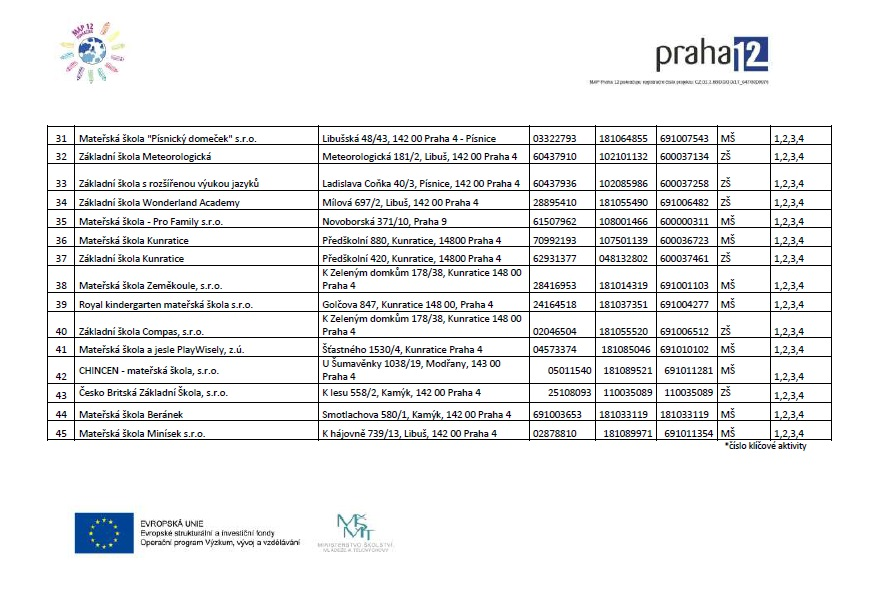 MAP 12
praha12
31 Mateřská škola "Písnický domeček" s.r.o. Libušská 48/43, 142 00 Praha 4 - Písnice 03322793 181064855 691007543 MŠ 1,2,3,4
32 Základní škola Meteorologická Meteorologická 181/2, Libuš, 142 00 Praha 4 60437910 102101132 600037134 ZŠ 1,2,3,4
33 Základní škola s rozšířenou výukou jazyků Ladislava Coňka 40/3, Písnice, 142 00 Praha 4 60437936 102085986 600037258 ZŠ 1,2,3,4
34 Základní škola Wonderland Academy Mílová 697/2, Libuš, 142 00 Praha 4 28895410 181055490 691006482 ZŠ 1,2,3,4
35 Mateřská škola - Pro Family s.r.o. Novoborská 371/10, Praha 9 61507962 108001466 600000311 MŠ 1,2,3,4
36 Mateřská škola Kunratice Předškolní 880, Kunratice, 14800 Praha 4 70992193 107501139 600036723 MŠ 1,2,3,4
37 Základní škola Kunratice Předškolní 420, Kunratice, 14800 Praha 4 62931377 048132802 600037461 ZŠ 1,2,3,4
K Zeleným domkům 178/38, Kunratice 148 00
38 Mateřská škola Zeměkoule, s.r.o. Praha 4 28416953 181014319 691001103 MŠ 1,2,3,4
39 Royal kindergarten mateřská škola s.r.o. Golčova 847, Kunratice 148 00, Praha 4 24164518 181037351 691004277 MŠ 1,2,3,4
K Zeleným domkům 178/38, Kunratice 148 00
40 Základní škola Compas, s.r.o. Praha 4 02046504 181055520 691006512 ZŠ 1,2,3,4
41 Mateřská škola a jesle PlayWisely, z.ú. Šťastného 1530/4, Kunratice Praha 4 04573374 181085046 691010102 MŠ 1,2,3,4
U Šumavěnky 1038/19, Modřany, 143 00
42 CHINCEN - mateřská škola, s.r.o. Praha 4 05011540 181089521 691011281 MŠ 1,2,3,4
43 Česko Britská Základní Škola, s.r.o. K lesu 558/2, Kamýk, 142 00 Praha 4 25108093 110035089 110035089 ZŠ 1,2,3,4
44 Mateřská škola Beránek Smotlachova 580/1, Kamýk, 142 00 Praha 4 691003653 181033119 181033119 MŠ 1,2,3,4
45 Mateřská škola Minísek s.r.o. K hájovně 739/13, Libuš, 142 00 Praha 4 02878810 181089971 691011354 MŠ 1,2,3,4
*číslo klíčové aktivity
EVROPSKÁ UNIE
Evropské strukturální a investiční fondy
Operační program Výzkum, vývoj a vzdělávání
MŠMT
MINISTERSTVO ŠKOLSTVÍ,
MLÁDEŽE A TĚLOVÝCHOVY